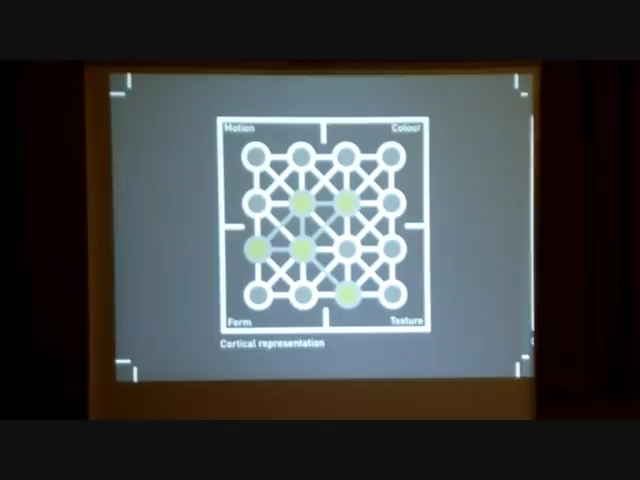 Motion
Colour
Form
Texture
Cortical representation